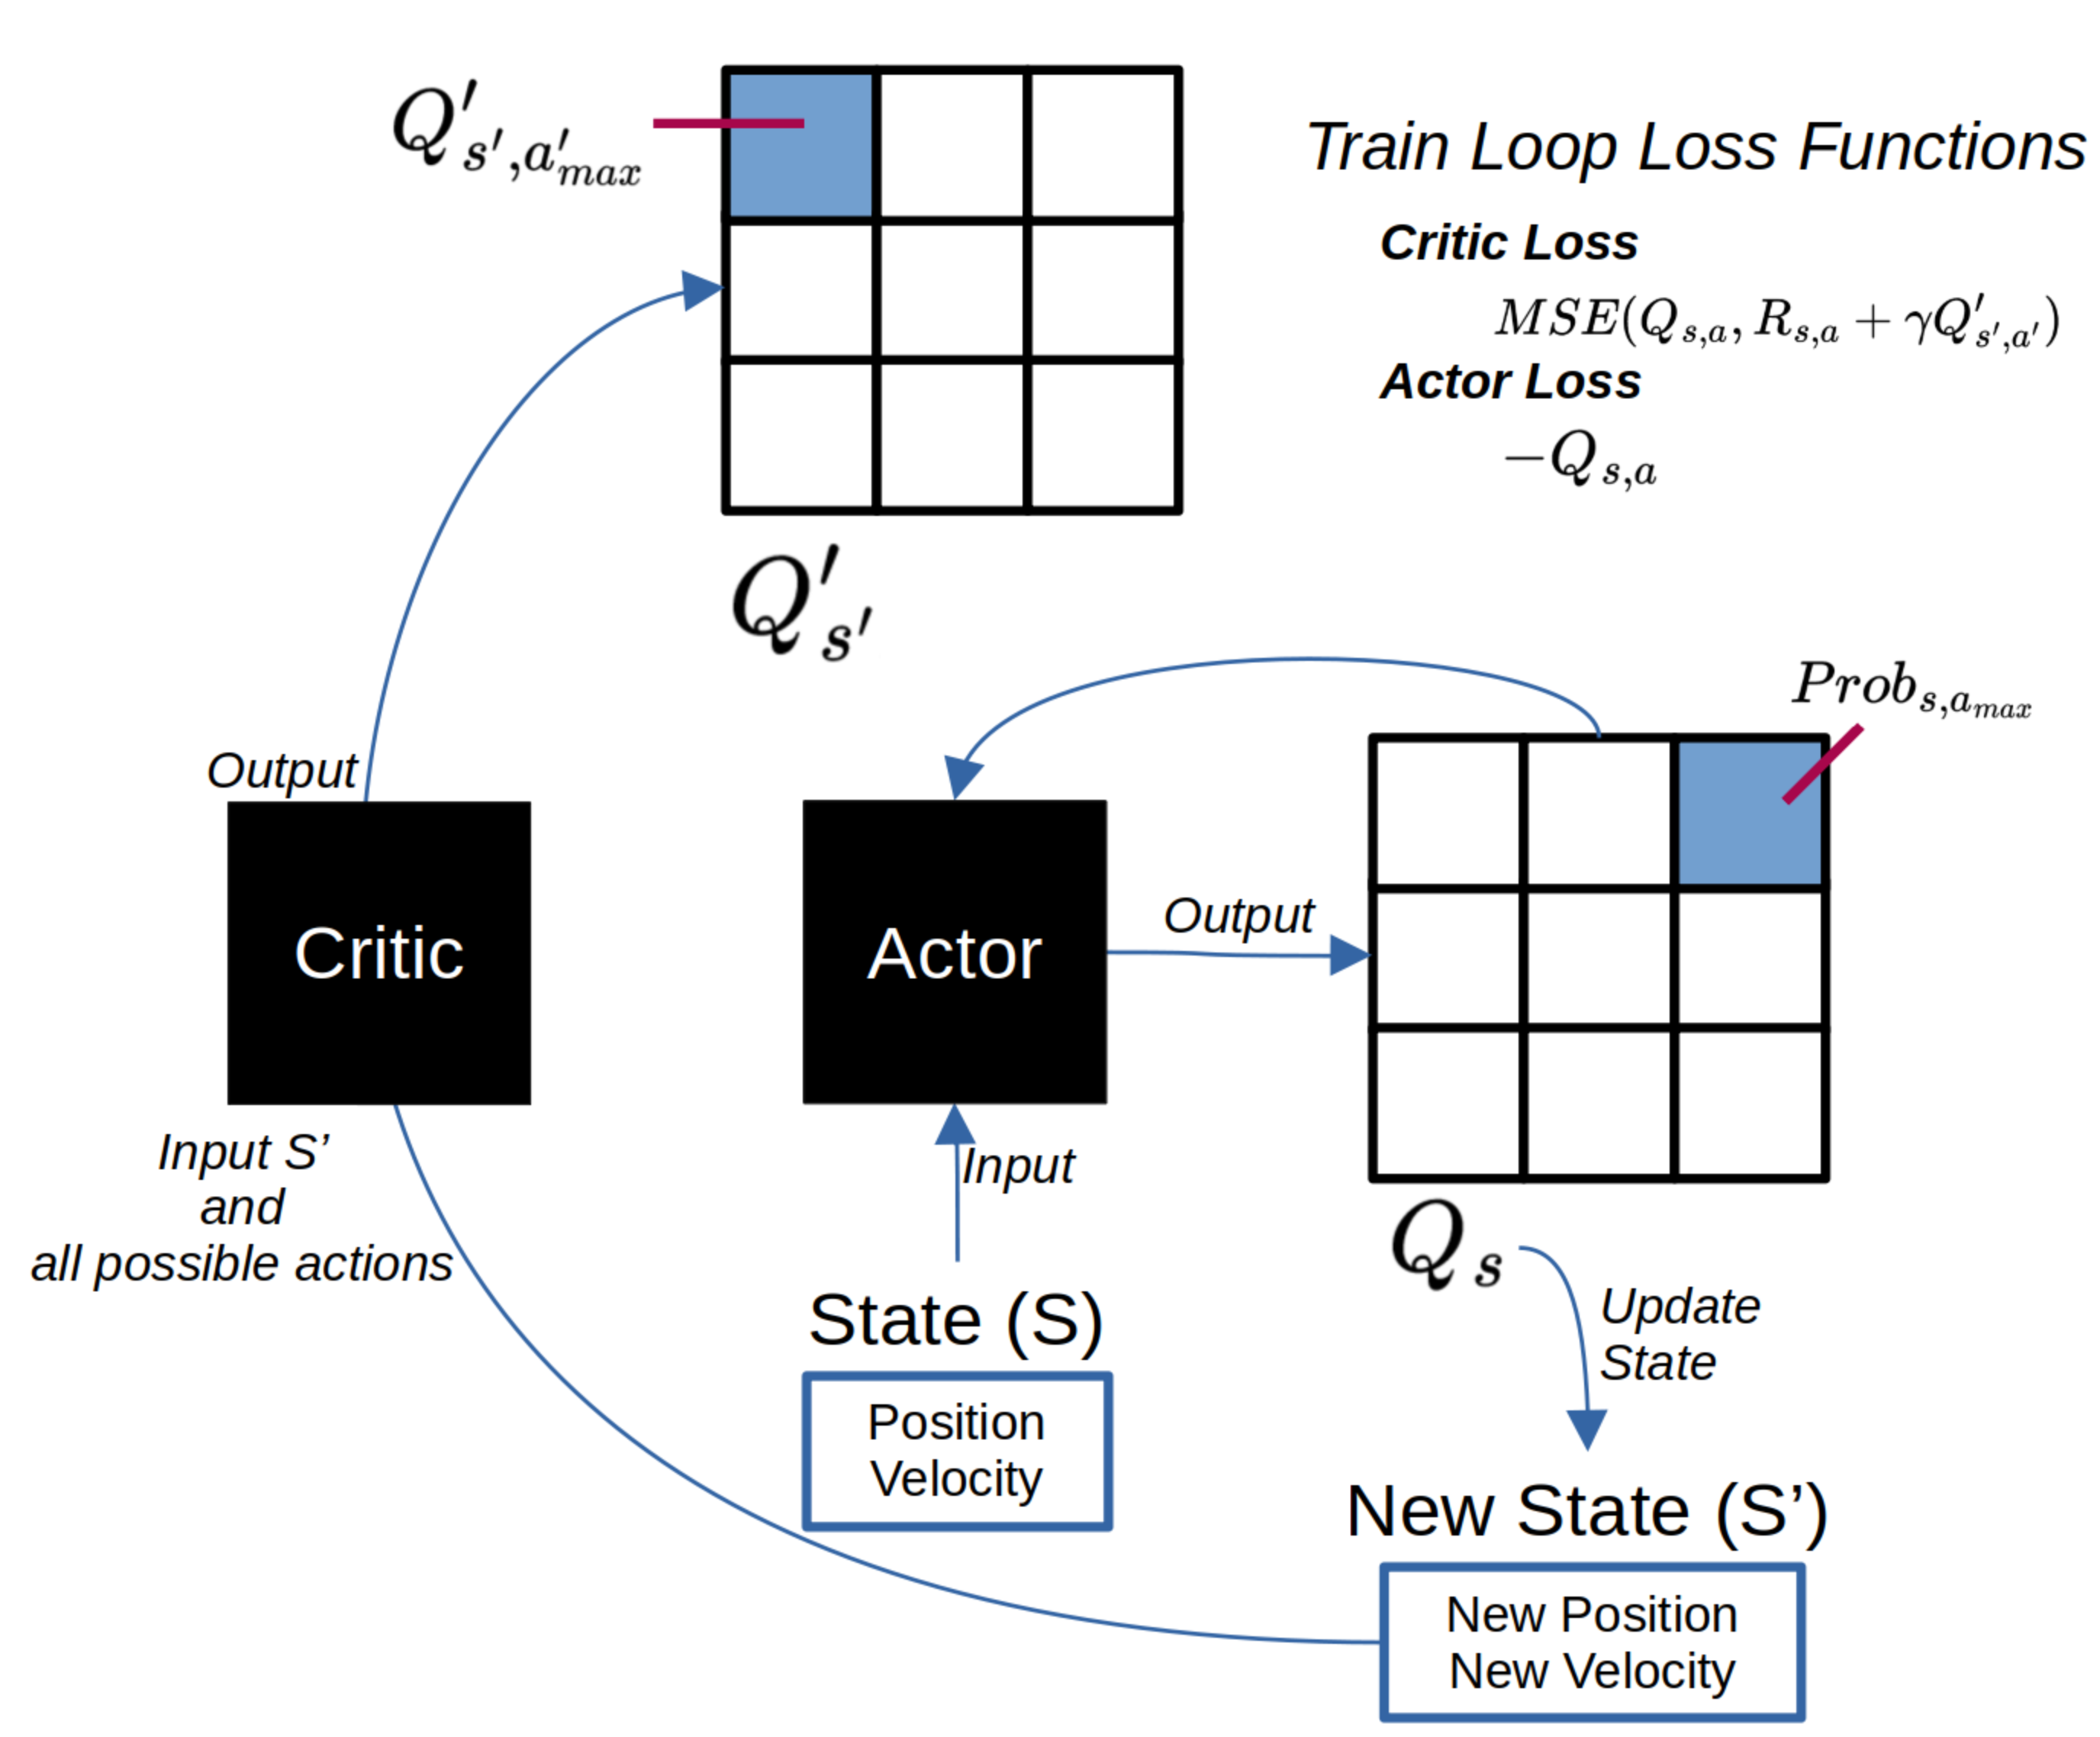 Q′_{s′,a′_{max}}
Train Loop Loss Functions
Critic Loss
MSE(Q_{s,a}, R_{s,a} + γQ′_{s′,a′})
Actor Loss
−Q_{s,a}
Q′_{s′}
Prob_{s,a_{max}}
Output
Critic
Actor
Output
Input S’
and
all possible actions
Input
State (S)
Position
Velocity
Q_s
Update
State
New State (S’)
New Position
New Velocity